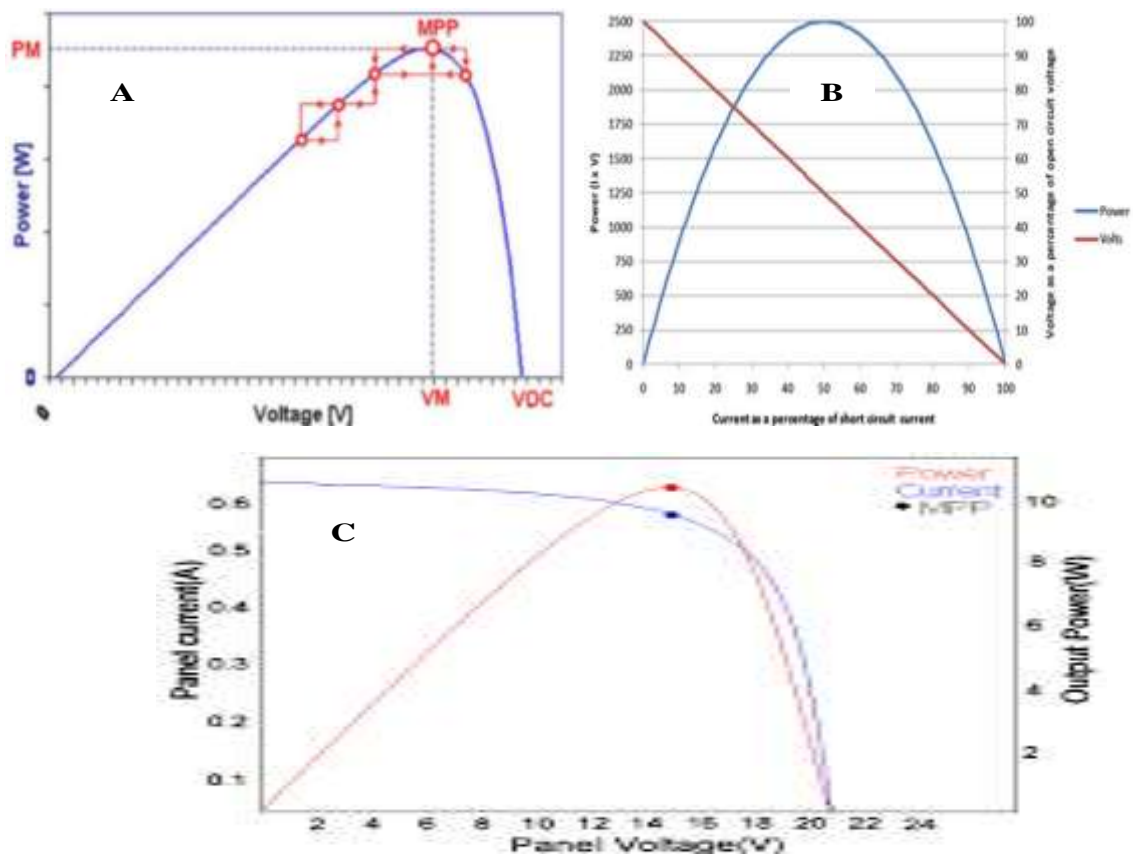 MPP
PM
A
Power [W]
0
0
Voltage [V]
VM
VDC
B
Power (I x V)
2500
2250
2000
1750
1500
1250
1000
750
500
250
0
100
90
80
70
60
50
40
30
20
10
0
Voltage as a percentage of open circuit voltage
Power
Volts
0 10 20 30 40 50 60 70 80 90 100
Current as a percentage of short circuit current
C
Power
Current
MPP
Panel current(A)
0.6
0.5
0.4
0.3
0.2
0.1
10
8
6
4
2
Output Power(W)
2 4 6 8 10 12 14 16 18 20 22 24
Panel Voltage(V)